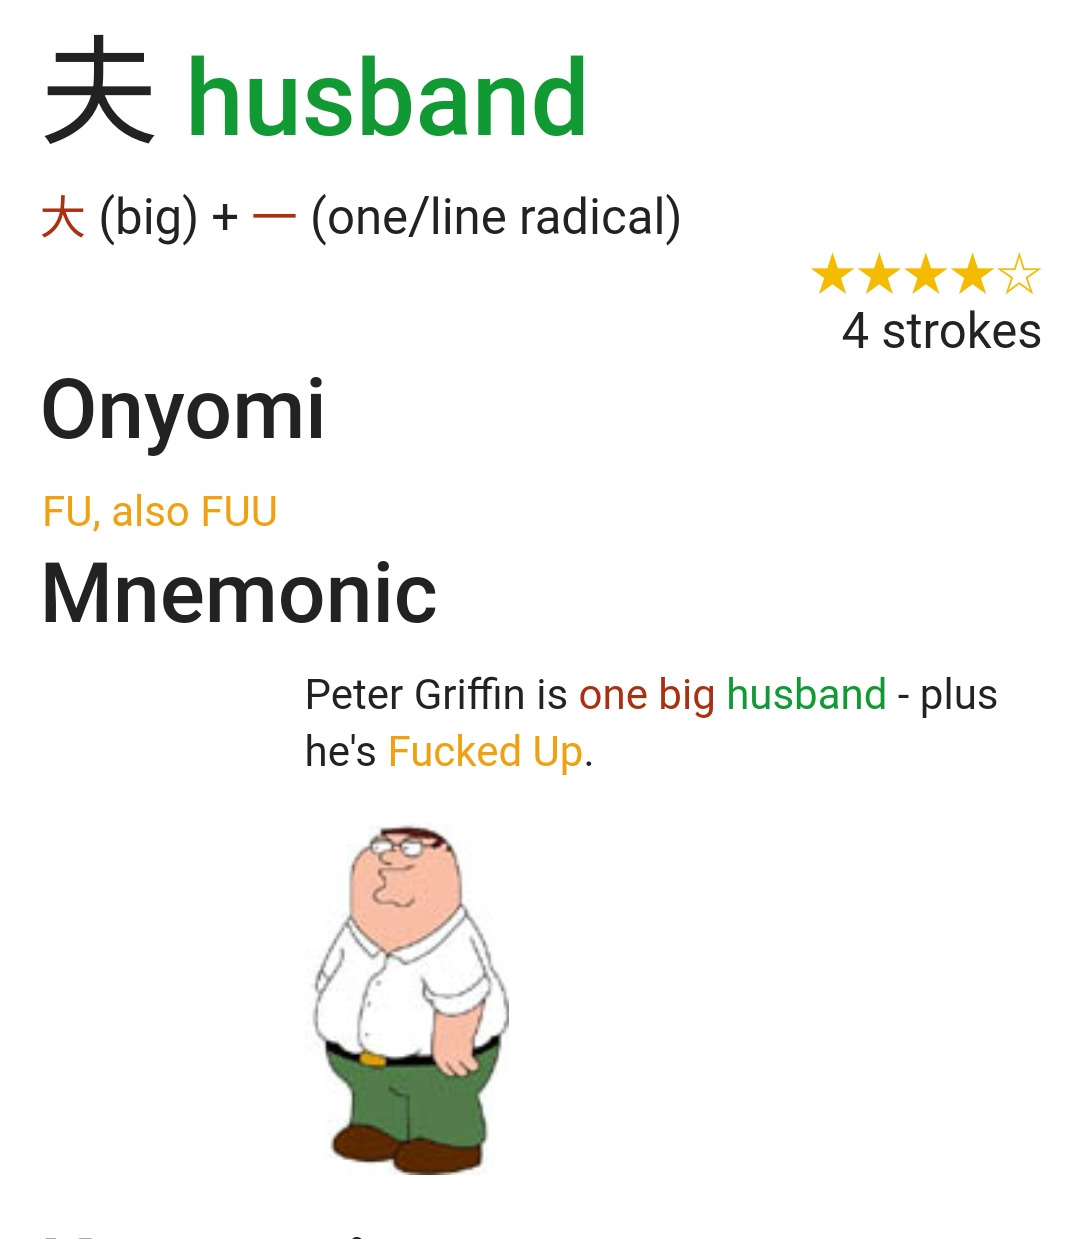 夫 husband
大 (big) + 一 (one/line radical)
★★★★☆
4 strokes
Onyomi
FU, also FUU
Mnemonic
Peter Griffin is one big husband - plus
he's Fucked Up.